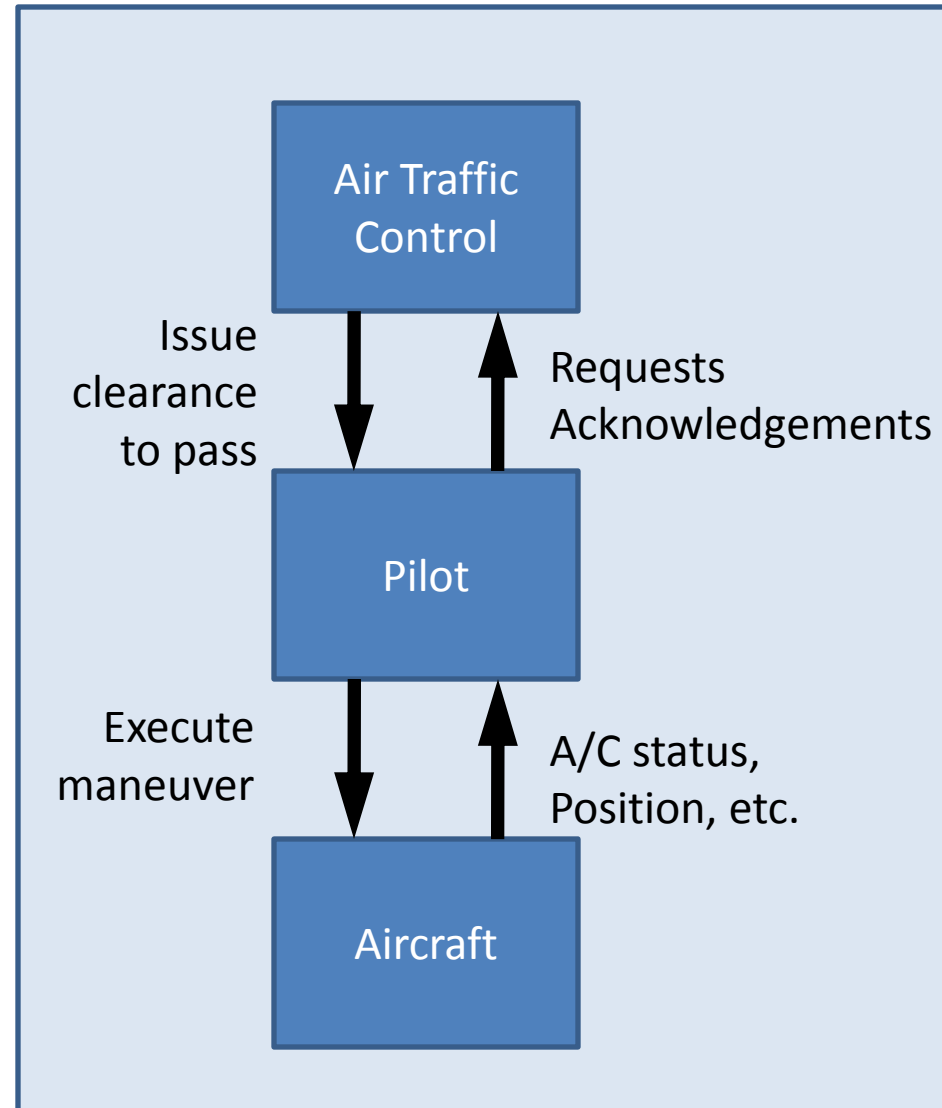 Air Traffic
Control
Issue
clearance
to pass
Requests
Acknowledgements
Pilot
Execute
maneuver
A/C status,
Position, etc.
Aircraft